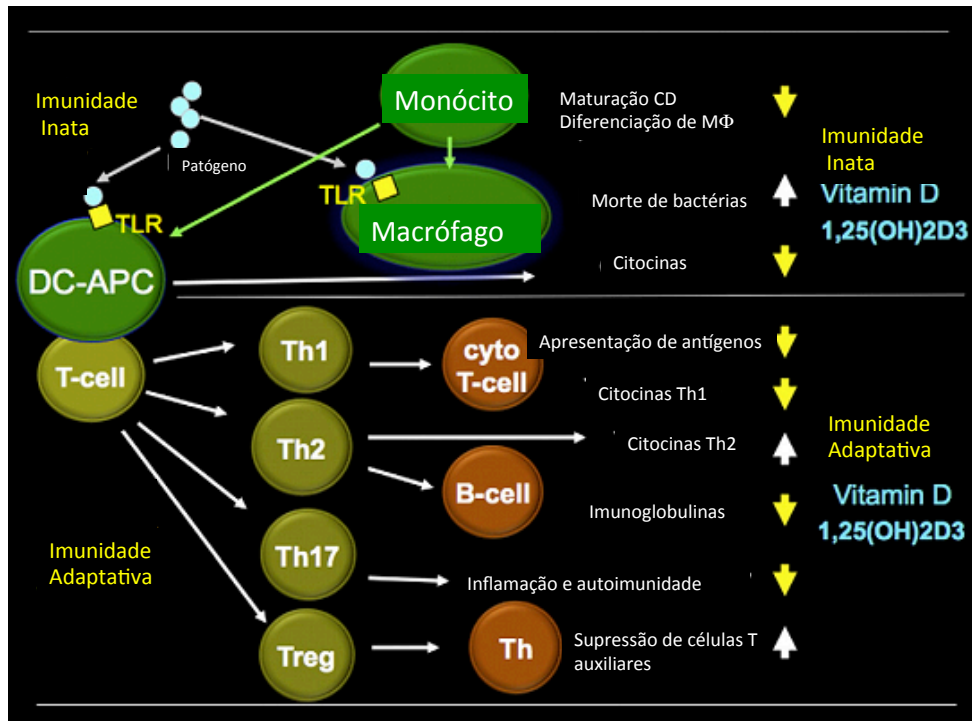 Imunidade
Inata
Patógeno
TLR
DC-APC
T-cell
Monócito
TLR
Macrófago
Maturação CD
Diferenciação de MΦ
Morte de bactérias
Citocinas
Imunidade
Inata
Vitamin D
1,25(OH)2D3
Th1
Th2
Th17
Treg
cyto
T-cell
B-cell
Th
Apresentação de antígenos
Citocinas Th1
Citocinas Th2
Imunoglobulinas
Inflamação e autoimunidade
Supressão de células T
auxiliares
Imunidade
Adaptativa
Vitamin D
1,25(OH)2D3
Imunidade
Adaptativa